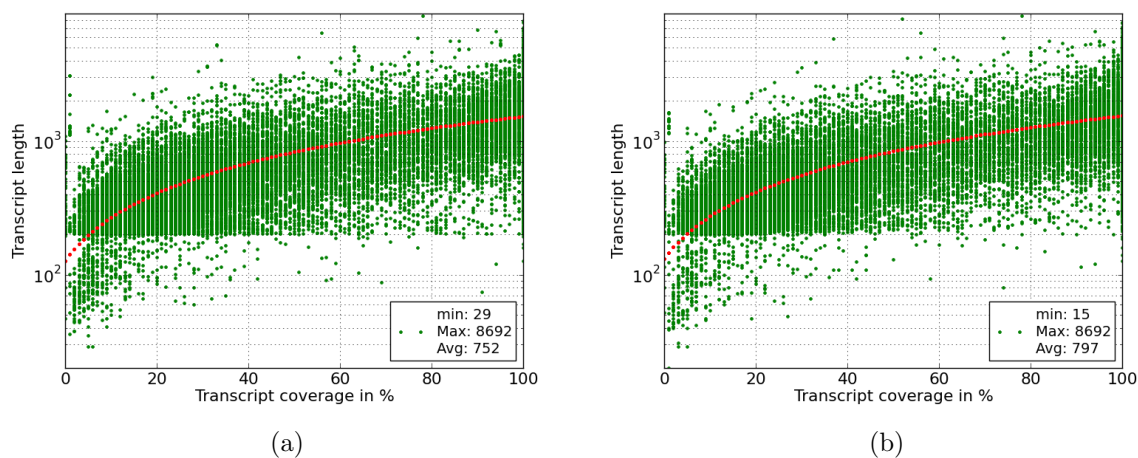 Transcript length
10^3
10^2
0 20 40 60 80 100
Transcript coverage in %
min: 29
Max: 8692
Avg: 752
(a)
Transcript length
10^3
10^2
0 20 40 60 80 100
Transcript coverage in %
min: 15
Max: 8692
Avg: 797
(b)